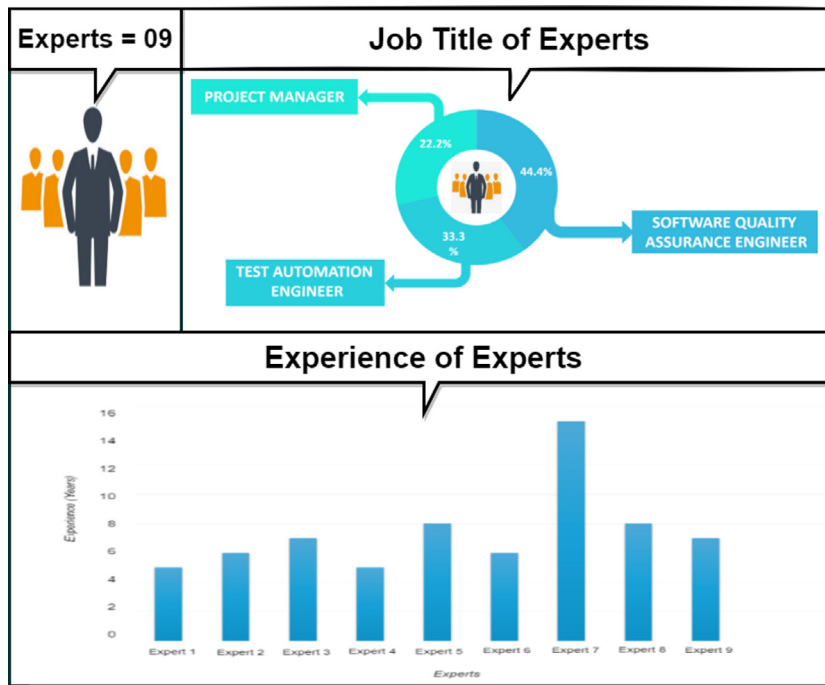 Experts = 09
Job Title of Experts
PROJECT MANAGER
22.2%
44.4%
33.3
%
SOFTWARE QUALITY
ASSURANCE ENGINEER
TEST AUTOMATION
ENGINEER
Experience of Experts
Experience (Years)
16
14
12
10
8
6
4
2
0
Expert 1
Expert 2
Expert 3
Expert 4
Expert 5
Expert 6
Expert 7
Expert 8
Expert 9
Experts